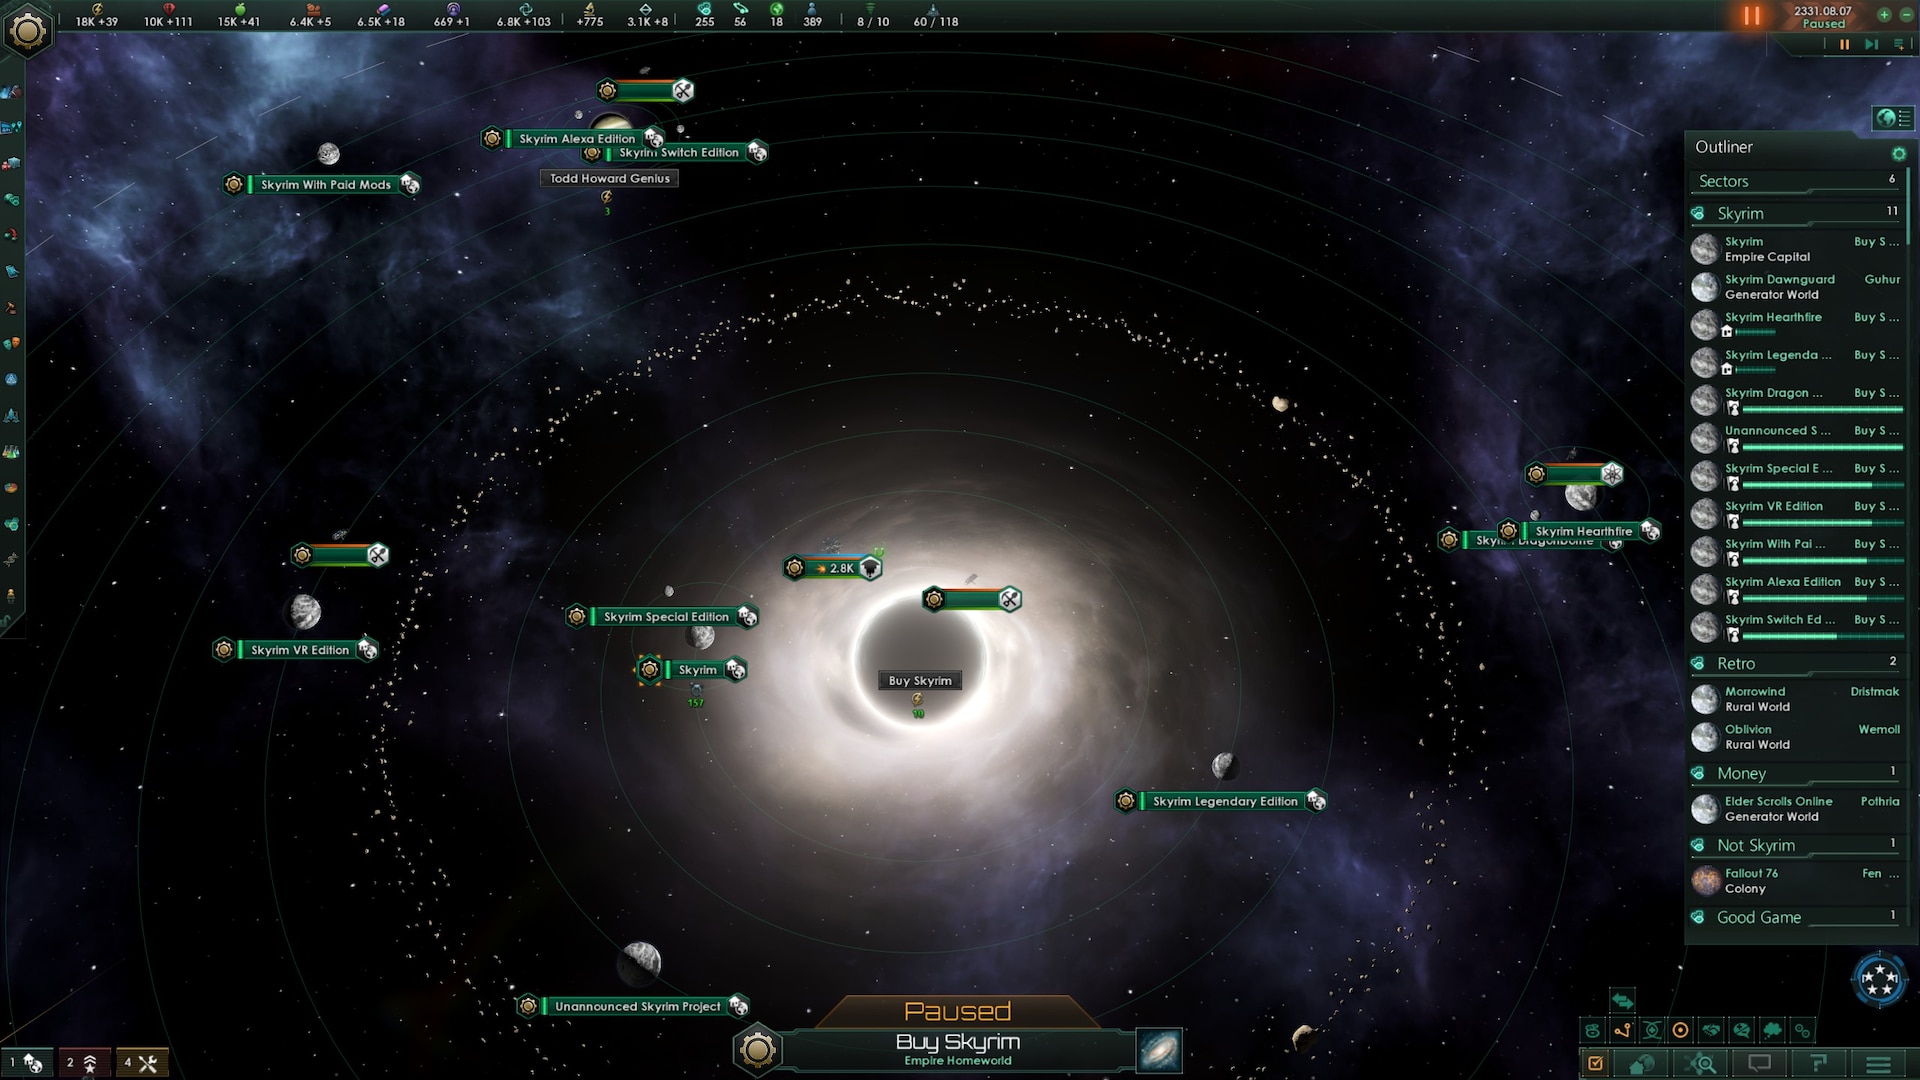 18K +39 10K +111 15K +41 6.4K +5 6.5K +18 669 +1 6.8K +103 +775 3.1K +8 255 56 18 389 8 / 10 60 / 118
2331.08.07
Paused
Skyrim Alexa Edition
Skyrim Switch Edition
Todd Howard Genius
3
Skyrim With Paid Mods
Skyrim Hearthfire
Skyrim VR Edition
2.8K
Skyrim Special Edition
Skyrim
157
Buy Skyrim
10
Skyrim Legendary Edition
Unannounced Skyrim Project
Paused
Buy Skyrim
Empire Homeworld
1 2 4
Outliner
Sectors 6
Skyrim 11
Skyrim Buy S ...
Empire Capital
Skyrim Dawnguard Guhur
Generator World
Skyrim Hearthfire Buy S ...
Skyrim Legenda ... Buy S ...
Skyrim Dragon ... Buy S ...
Unannounced S ... Buy S ...
Skyrim Special E ... Buy S ...
Skyrim VR Edition Buy S ...
Skyrim With Pai ... Buy S ...
Skyrim Alexa Edition Buy S ...
Skyrim Switch Ed ... Buy S ...
Retro 2
Morrowind Dristmak
Rural World
Oblivion Wemoll
Rural World
Money 1
Elder Scrolls Online Pothria
Generator World
Not Skyrim 1
Fallout 76 Fen ...
Colony
Good Game 1